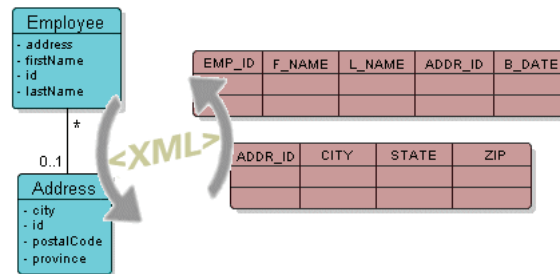 Employee
- address
- firstName
- id
- lastName
*
0..1
Address
- city
- id
- postalCode
- province
<XML>
EMP_ID F_NAME L_NAME ADDR_ID B_DATE
ADDR_ID CITY STATE ZIP